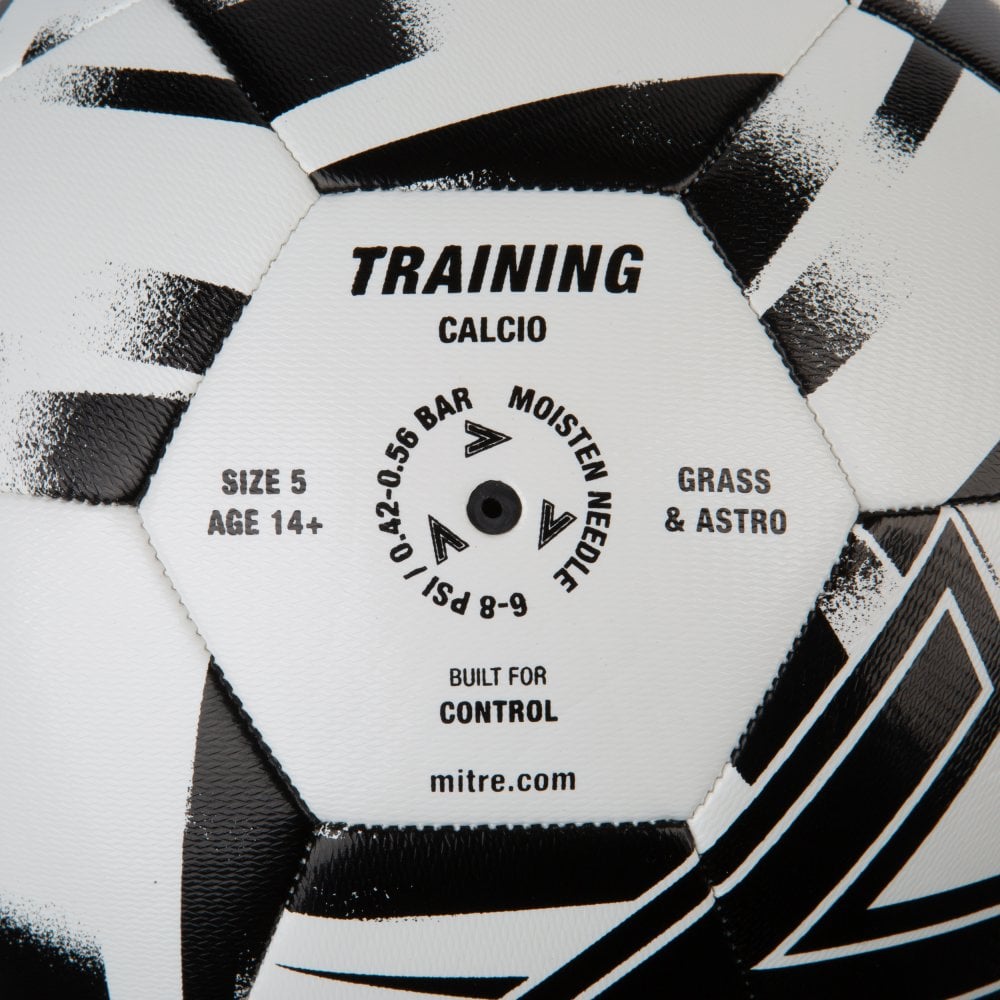 TRAINING
CALCIO
MOISTEN NEEDLE
6-8 PSI / 0.42-0.56 BAR
SIZE 5
AGE 14+
GRASS
& ASTRO
BUILT FOR
CONTROL
mitre.com